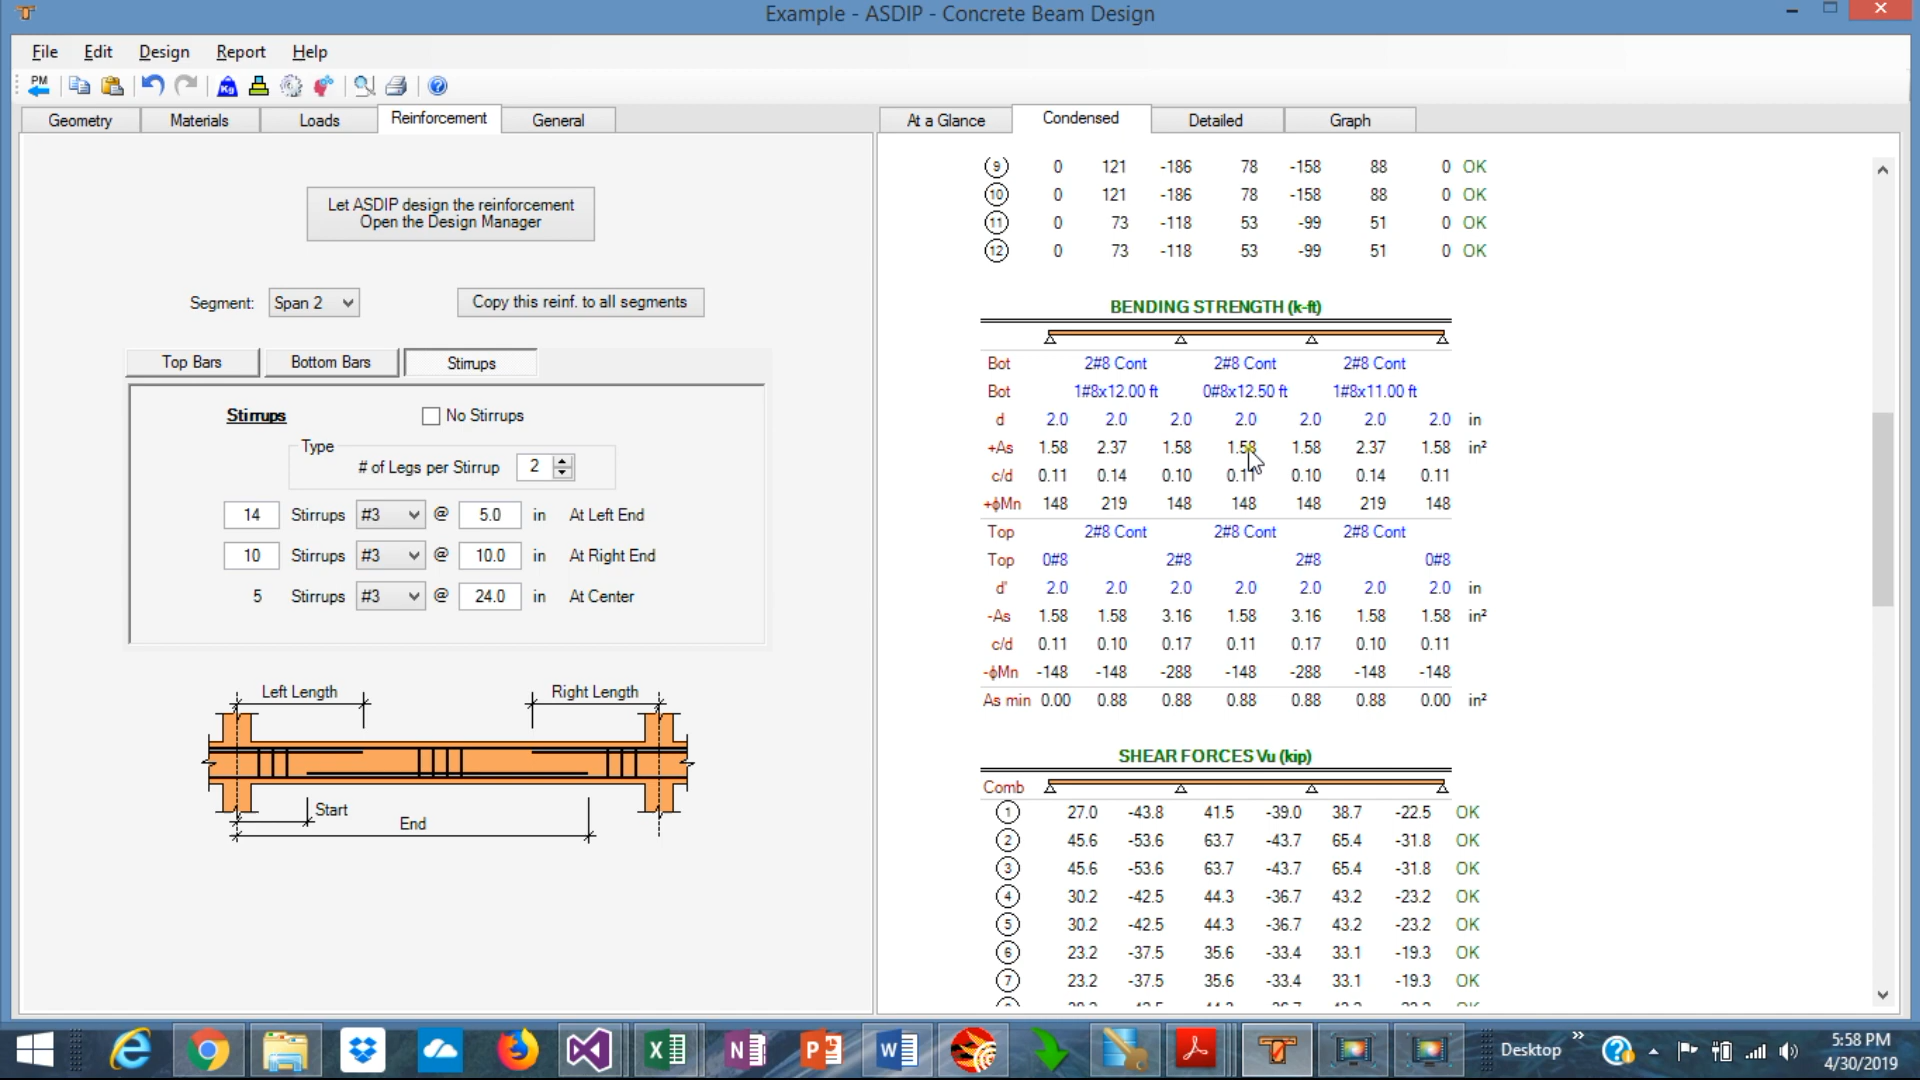 Example - ASDIP - Concrete Beam Design
File Edit Design Report Help
PM Kg
Geometry Materials Loads Reinforcement General
Let ASDIP design the reinforcement
Open the Design Manager
Segment: Span 2 Copy this reinf. to all segments
Top Bars Bottom Bars Stirrups
Stirrups No Stirrups
Type
# of Legs per Stirrup 2
14 Stirrups #3 @ 5.0 in At Left End
10 Stirrups #3 @ 10.0 in At Right End
5 Stirrups #3 @ 24.0 in At Center
Left Length Right Length
Start
End
At a Glance Condensed Detailed Graph
9 0 121 -186 78 -158 88 0 OK
10 0 121 -186 78 -158 88 0 OK
11 0 73 -118 53 -99 51 0 OK
12 0 73 -118 53 -99 51 0 OK
BENDING STRENGTH (k-ft)
Bot 2#8 Cont 2#8 Cont 2#8 Cont
Bot 1#8x12.00 ft 0#8x12.50 ft 1#8x11.00 ft
d 2.0 2.0 2.0 2.0 2.0 2.0 2.0 in
+As 1.58 2.37 1.58 1.58 1.58 2.37 1.58 in²
c/d 0.11 0.14 0.10 0.11 0.10 0.14 0.11
+ϕMn 148 219 148 148 148 219 148
Top 2#8 Cont 2#8 Cont 2#8 Cont
Top 0#8 2#8 2#8 0#8
d' 2.0 2.0 2.0 2.0 2.0 2.0 2.0 in
-As 1.58 1.58 3.16 1.58 3.16 1.58 1.58 in²
c/d 0.11 0.10 0.17 0.11 0.17 0.10 0.11
-ϕMn -148 -148 -288 -148 -288 -148 -148
As min 0.00 0.88 0.88 0.88 0.88 0.88 0.00 in²
SHEAR FORCES Vu (kip)
Comb
1 27.0 -43.8 41.5 -39.0 38.7 -22.5 OK
2 45.6 -53.6 63.7 -43.7 65.4 -31.8 OK
3 45.6 -53.6 63.7 -43.7 65.4 -31.8 OK
4 30.2 -42.5 44.3 -36.7 43.2 -23.2 OK
5 30.2 -42.5 44.3 -36.7 43.2 -23.2 OK
6 23.2 -37.5 35.6 -33.4 33.1 -19.3 OK
7 23.2 -37.5 35.6 -33.4 33.1 -19.3 OK
Desktop
5:58 PM
4/30/2019